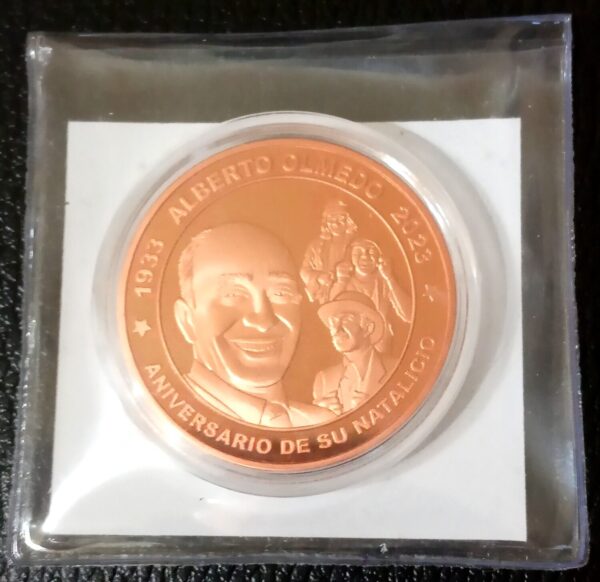 1933 ALBERTO OLMEDO 2023
ANIVERSARIO DE SU NATALICIO